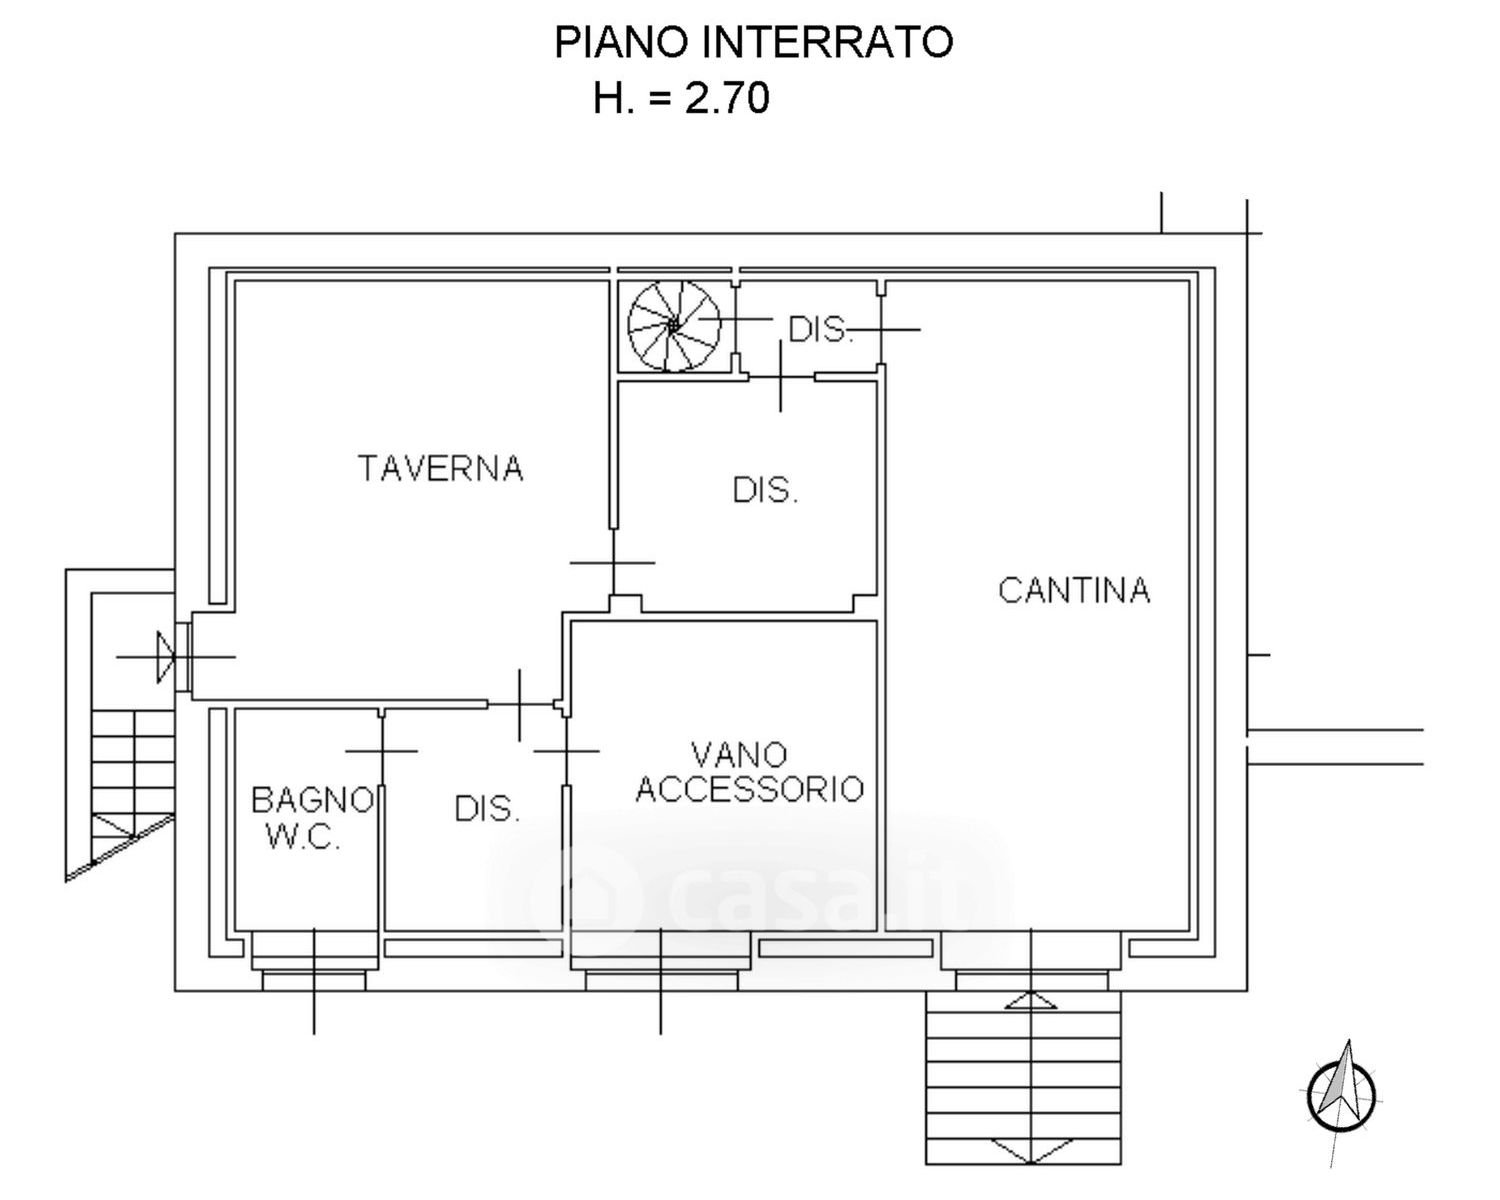 PIANO INTERRATO
H. = 2.70
DIS.
TAVERNA
DIS.
CANTINA
VANO
ACCESSORIO
BAGNO
W.C.
DIS.
casa.it